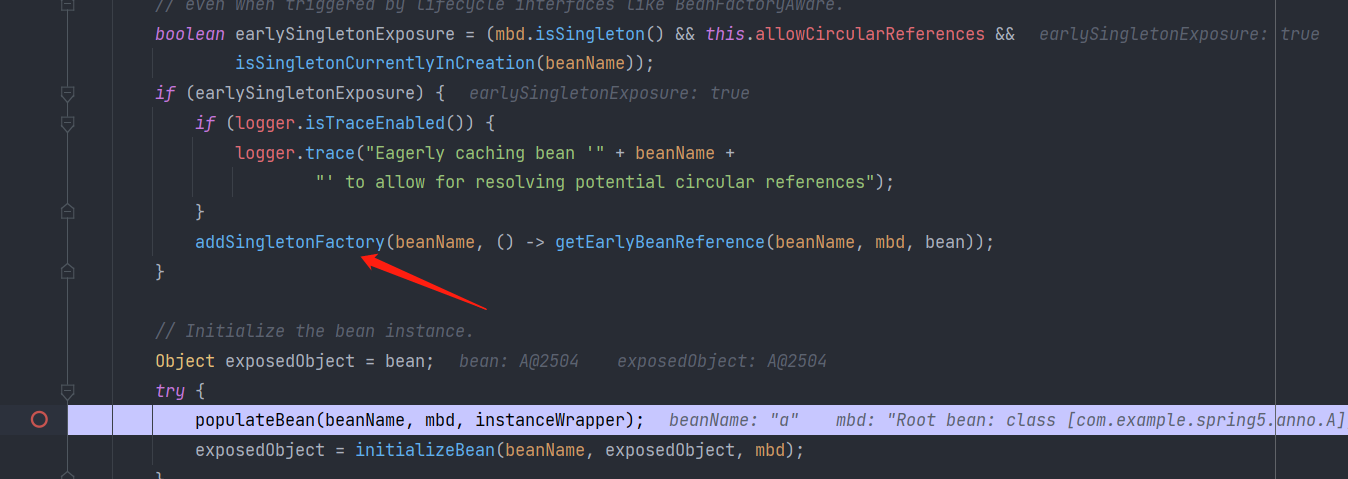 // even when triggered by lifecycle interfaces like BeanFactoryAware.
boolean earlySingletonExposure = (mbd.isSingleton() && this.allowCircularReferences && earlySingletonExposure: true
isSingletonCurrentlyInCreation(beanName));
if (earlySingletonExposure) { earlySingletonExposure: true
if (logger.isTraceEnabled()) {
logger.trace("Eagerly caching bean '" + beanName +
"' to allow for resolving potential circular references");
}
addSingletonFactory(beanName, () -> getEarlyBeanReference(beanName, mbd, bean));
}
// Initialize the bean instance.
Object exposedObject = bean; bean: A@2504 exposedObject: A@2504
try {
populateBean(beanName, mbd, instanceWrapper); beanName: "a" mbd: "Root bean: class [com.example.spring5.anno.A]
exposedObject = initializeBean(beanName, exposedObject, mbd);
}